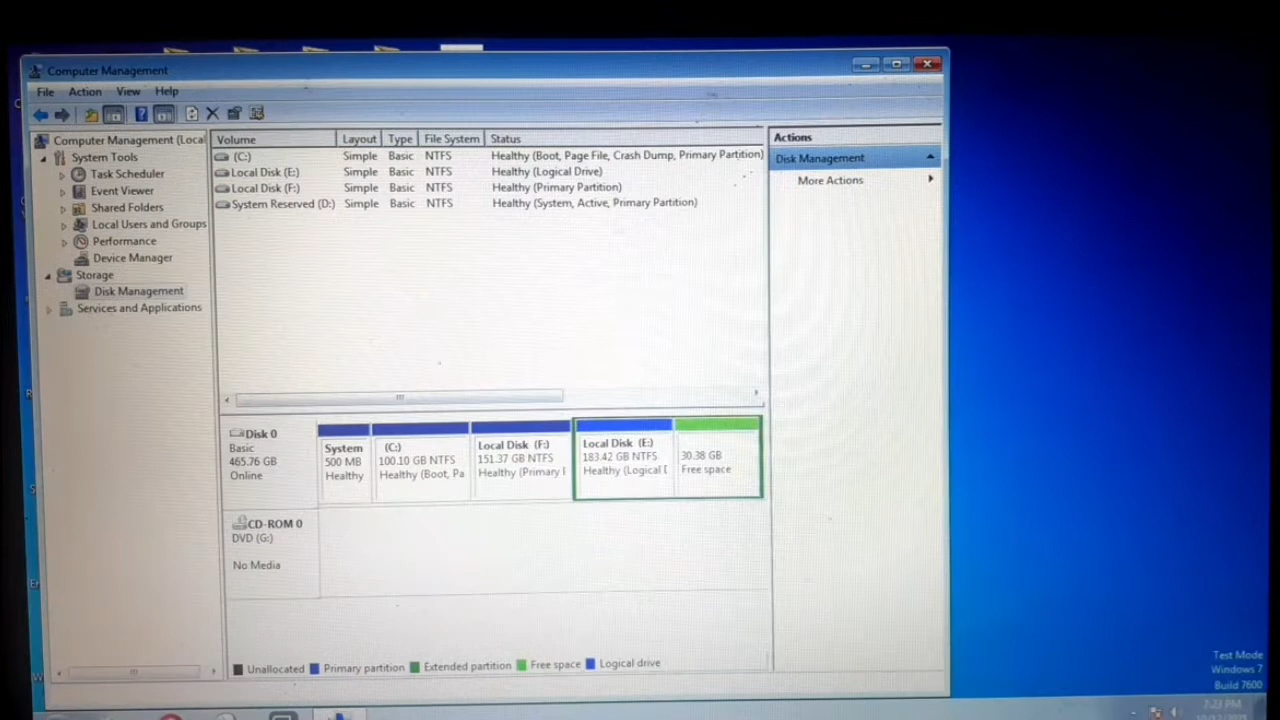 Computer Management
File Action View Help
Computer Management (Local
System Tools
Task Scheduler
Event Viewer
Shared Folders
Local Users and Groups
Performance
Device Manager
Storage
Disk Management
Services and Applications
Volume Layout Type File System Status
(C:) Simple Basic NTFS Healthy (Boot, Page File, Crash Dump, Primary Partition)
Local Disk (E:) Simple Basic NTFS Healthy (Logical Drive)
Local Disk (F:) Simple Basic NTFS Healthy (Primary Partition)
System Reserved (D:) Simple Basic NTFS Healthy (System, Active, Primary Partition)
Actions
Disk Management
More Actions
Disk 0
Basic
465.76 GB
Online
System
500 MB
Healthy
(C:)
100.10 GB NTFS
Healthy (Boot, Pa
Local Disk (F:)
151.37 GB NTFS
Healthy (Primary
Local Disk (E:)
183.42 GB NTFS
Healthy (Logical
30.38 GB
Free space
CD-ROM 0
DVD (G:)
No Media
Unallocated Primary partition Extended partition Free space Logical drive
Test Mode
Windows 7
Build 7600
7:23 PM